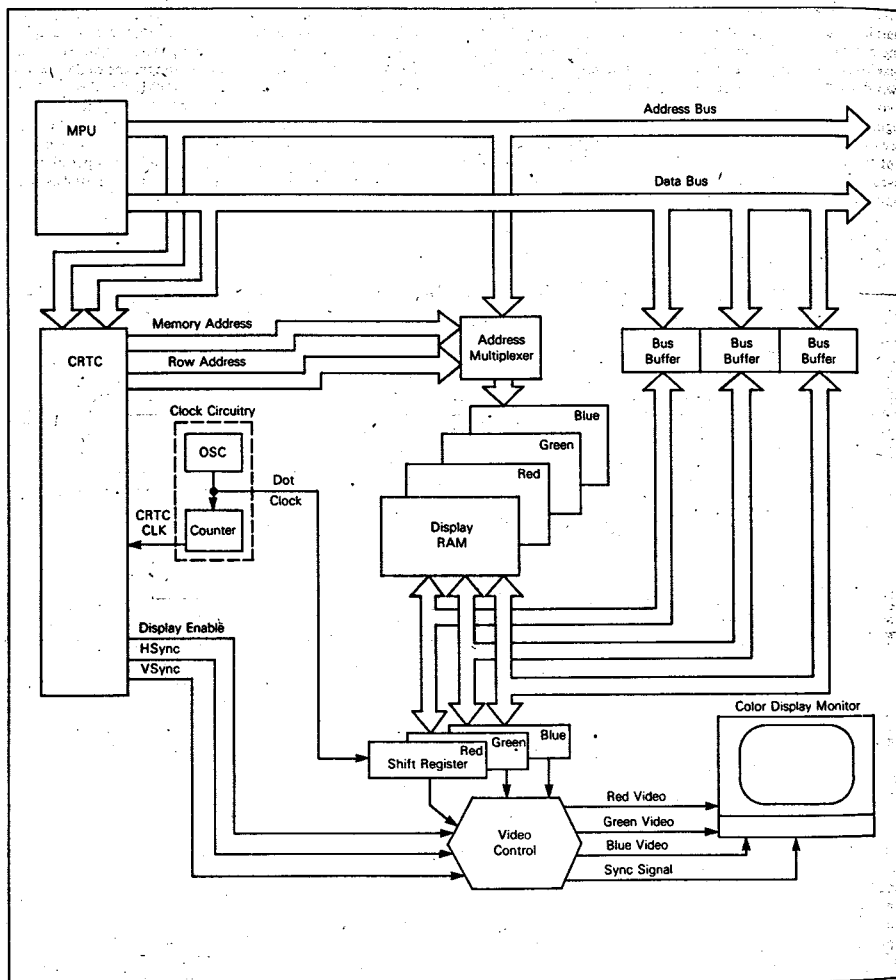 Address Bus
MPU
Data Bus
Memory Address
CRTC
Row Address
Address
Multiplexer
Bus
Buffer
Bus
Buffer
Bus
Buffer
Clock Circuitry
OSC
Dot
Clock
CRTC
CLK
Counter
Blue
Green
Red
Display
RAM
Display Enable
HSync
VSync
Color Display Monitor
Blue
Green
Red
Shift Register
Video
Control
Red Video
Green Video
Blue Video
Sync Signal